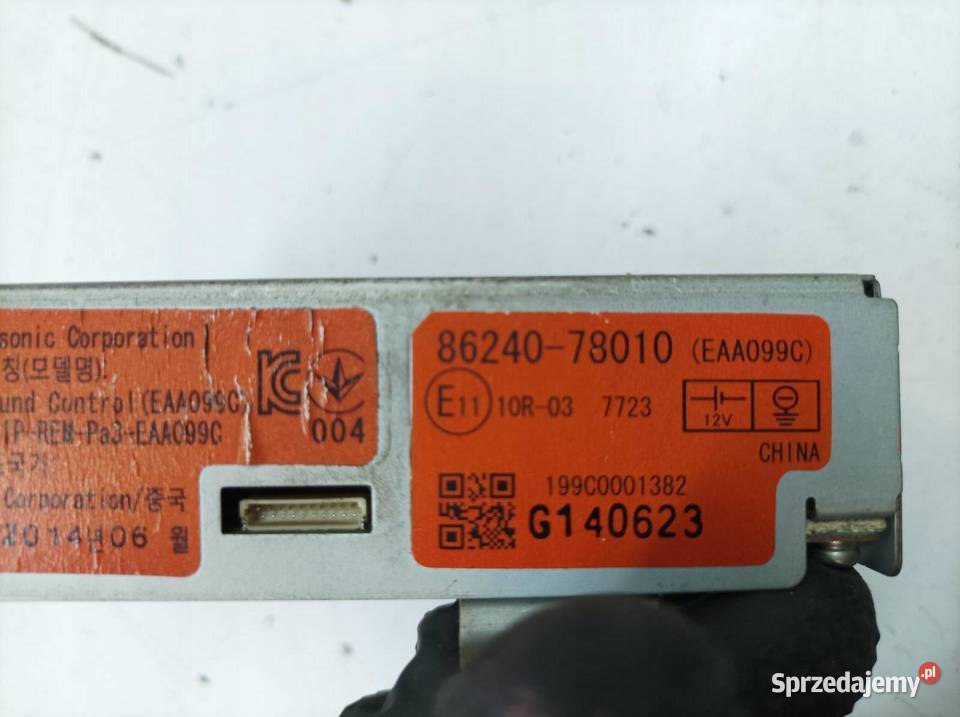 sonic Corporation
칭(모델명):
und Control(EAA099C)
IP-REM-Pa3-EAA099C
Corporation/중국
2014년06 월
004
86240-78010 (EAA099C)
E11 10R-03 7723
12V
CHINA
199C0001382
G140623
Sprzedajemy.pl